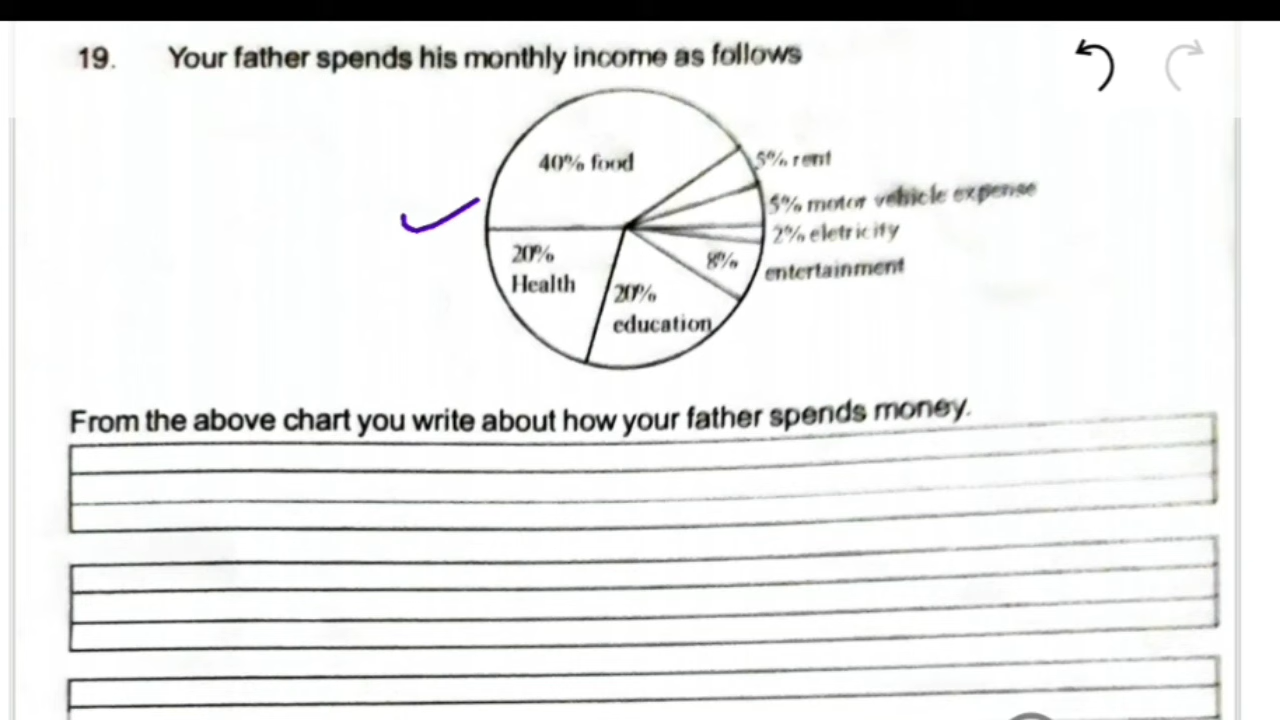 19. Your father spends his monthly income as follows
40% food
5% rent
5% motor vehicle expense
2% eletricity
8% entertainment
20%
Health
20%
education
From the above chart you write about how your father spends money.